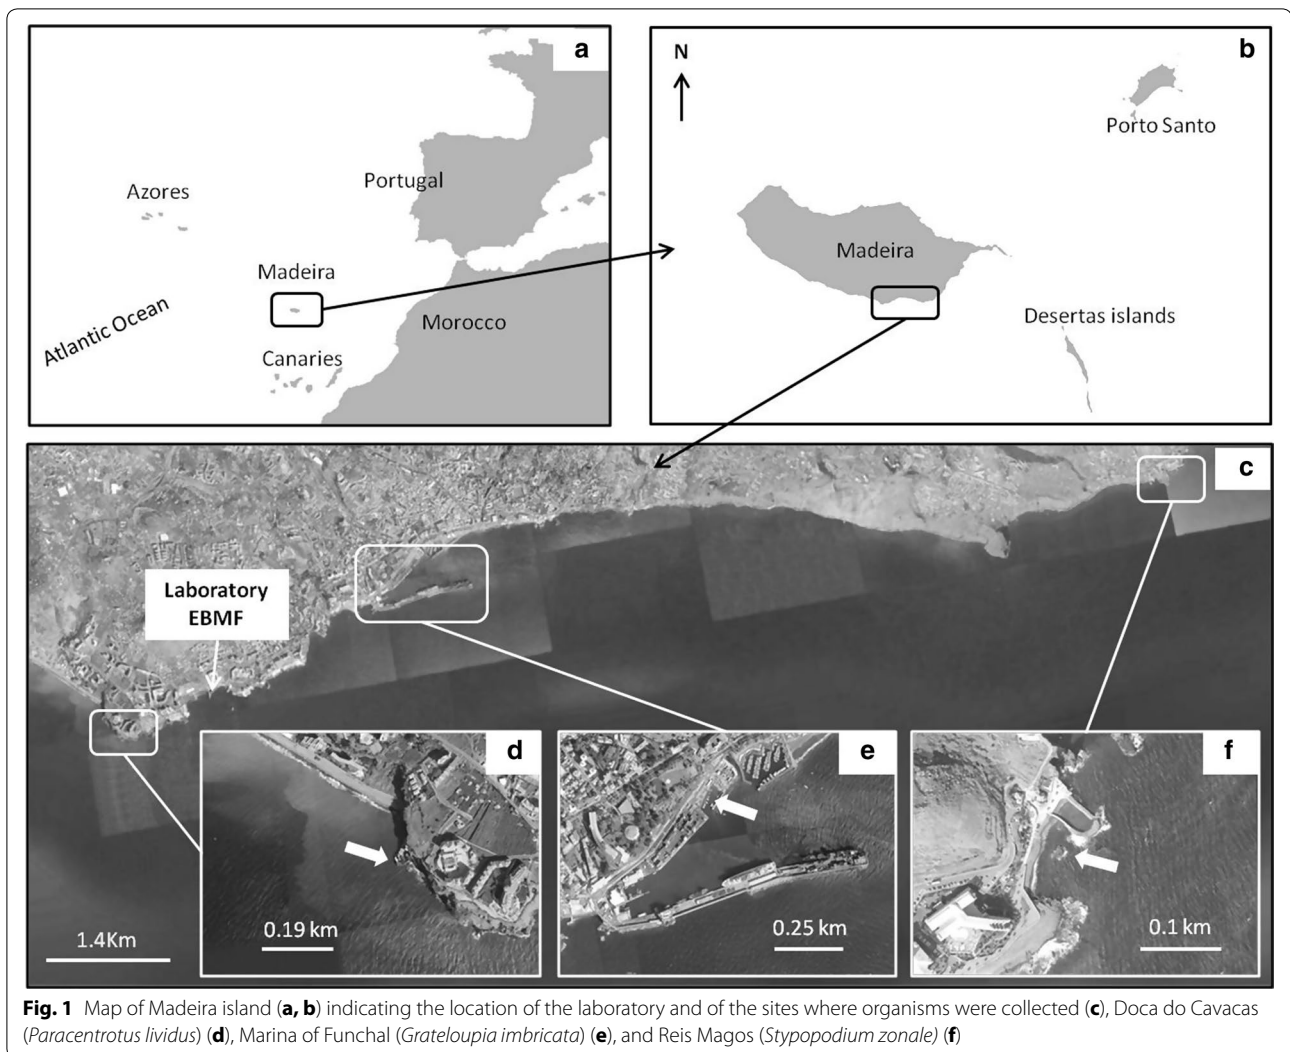 a
Azores
Portugal
Madeira
Atlantic Ocean
Morocco
Canaries
N
b
Porto Santo
Madeira
Desertas islands
c
Laboratory
EBMF
1.4Km
d
0.19 km
e
0.25 km
f
0.1 km
Fig. 1 Map of Madeira island (a, b) indicating the location of the laboratory and of the sites where organisms were collected (c), Doca do Cavacas
(Paracentrotus lividus) (d), Marina of Funchal (Grateloupia imbricata) (e), and Reis Magos (Stypopodium zonale) (f)